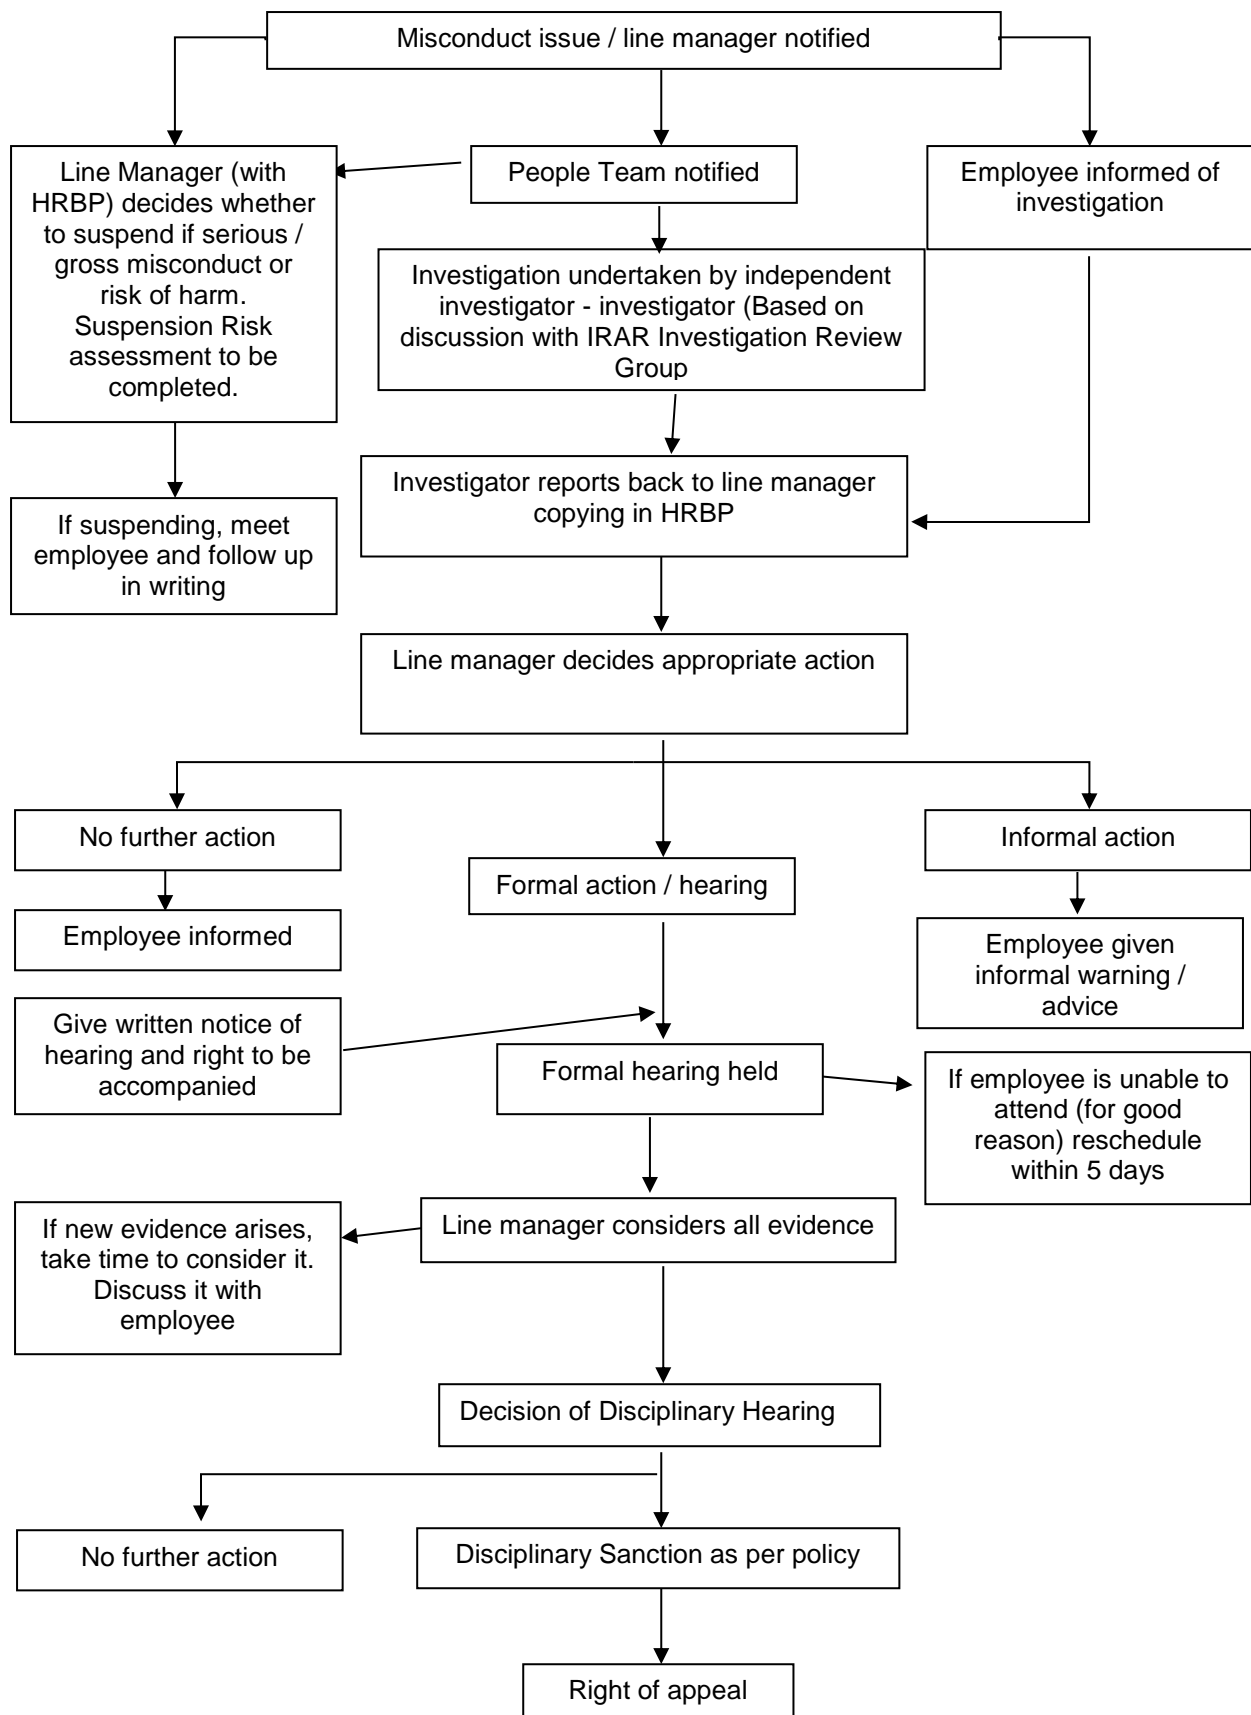 Misconduct issue / line manager notified
Line Manager (with
HRBP) decides whether
to suspend if serious /
gross misconduct or
risk of harm.
Suspension Risk
assessment to be
completed.
People Team notified
Employee informed of
investigation
Investigation undertaken by independent
investigator - investigator (Based on
discussion with IRAR Investigation Review
Group
Investigator reports back to line manager
copying in HRBP
If suspending, meet
employee and follow up
in writing
Line manager decides appropriate action
No further action
Formal action / hearing
Informal action
Employee informed
Employee given
informal warning /
advice
Give written notice of
hearing and right to be
accompanied
Formal hearing held
If employee is unable to
attend (for good
reason) reschedule
within 5 days
Line manager considers all evidence
If new evidence arises,
take time to consider it.
Discuss it with
employee
Decision of Disciplinary Hearing
No further action
Disciplinary Sanction as per policy
Right of appeal